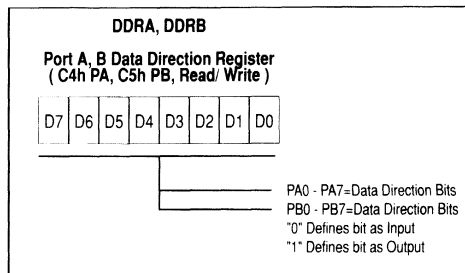 DDRA, DDRB
Port A, B Data Direction Register
( C4h PA, C5h PB, Read/ Write )
D7 D6 D5 D4 D3 D2 D1 D0
PA0 - PA7=Data Direction Bits
PB0 - PB7=Data Direction Bits
"0" Defines bit as Input
"1" Defines bit as Output